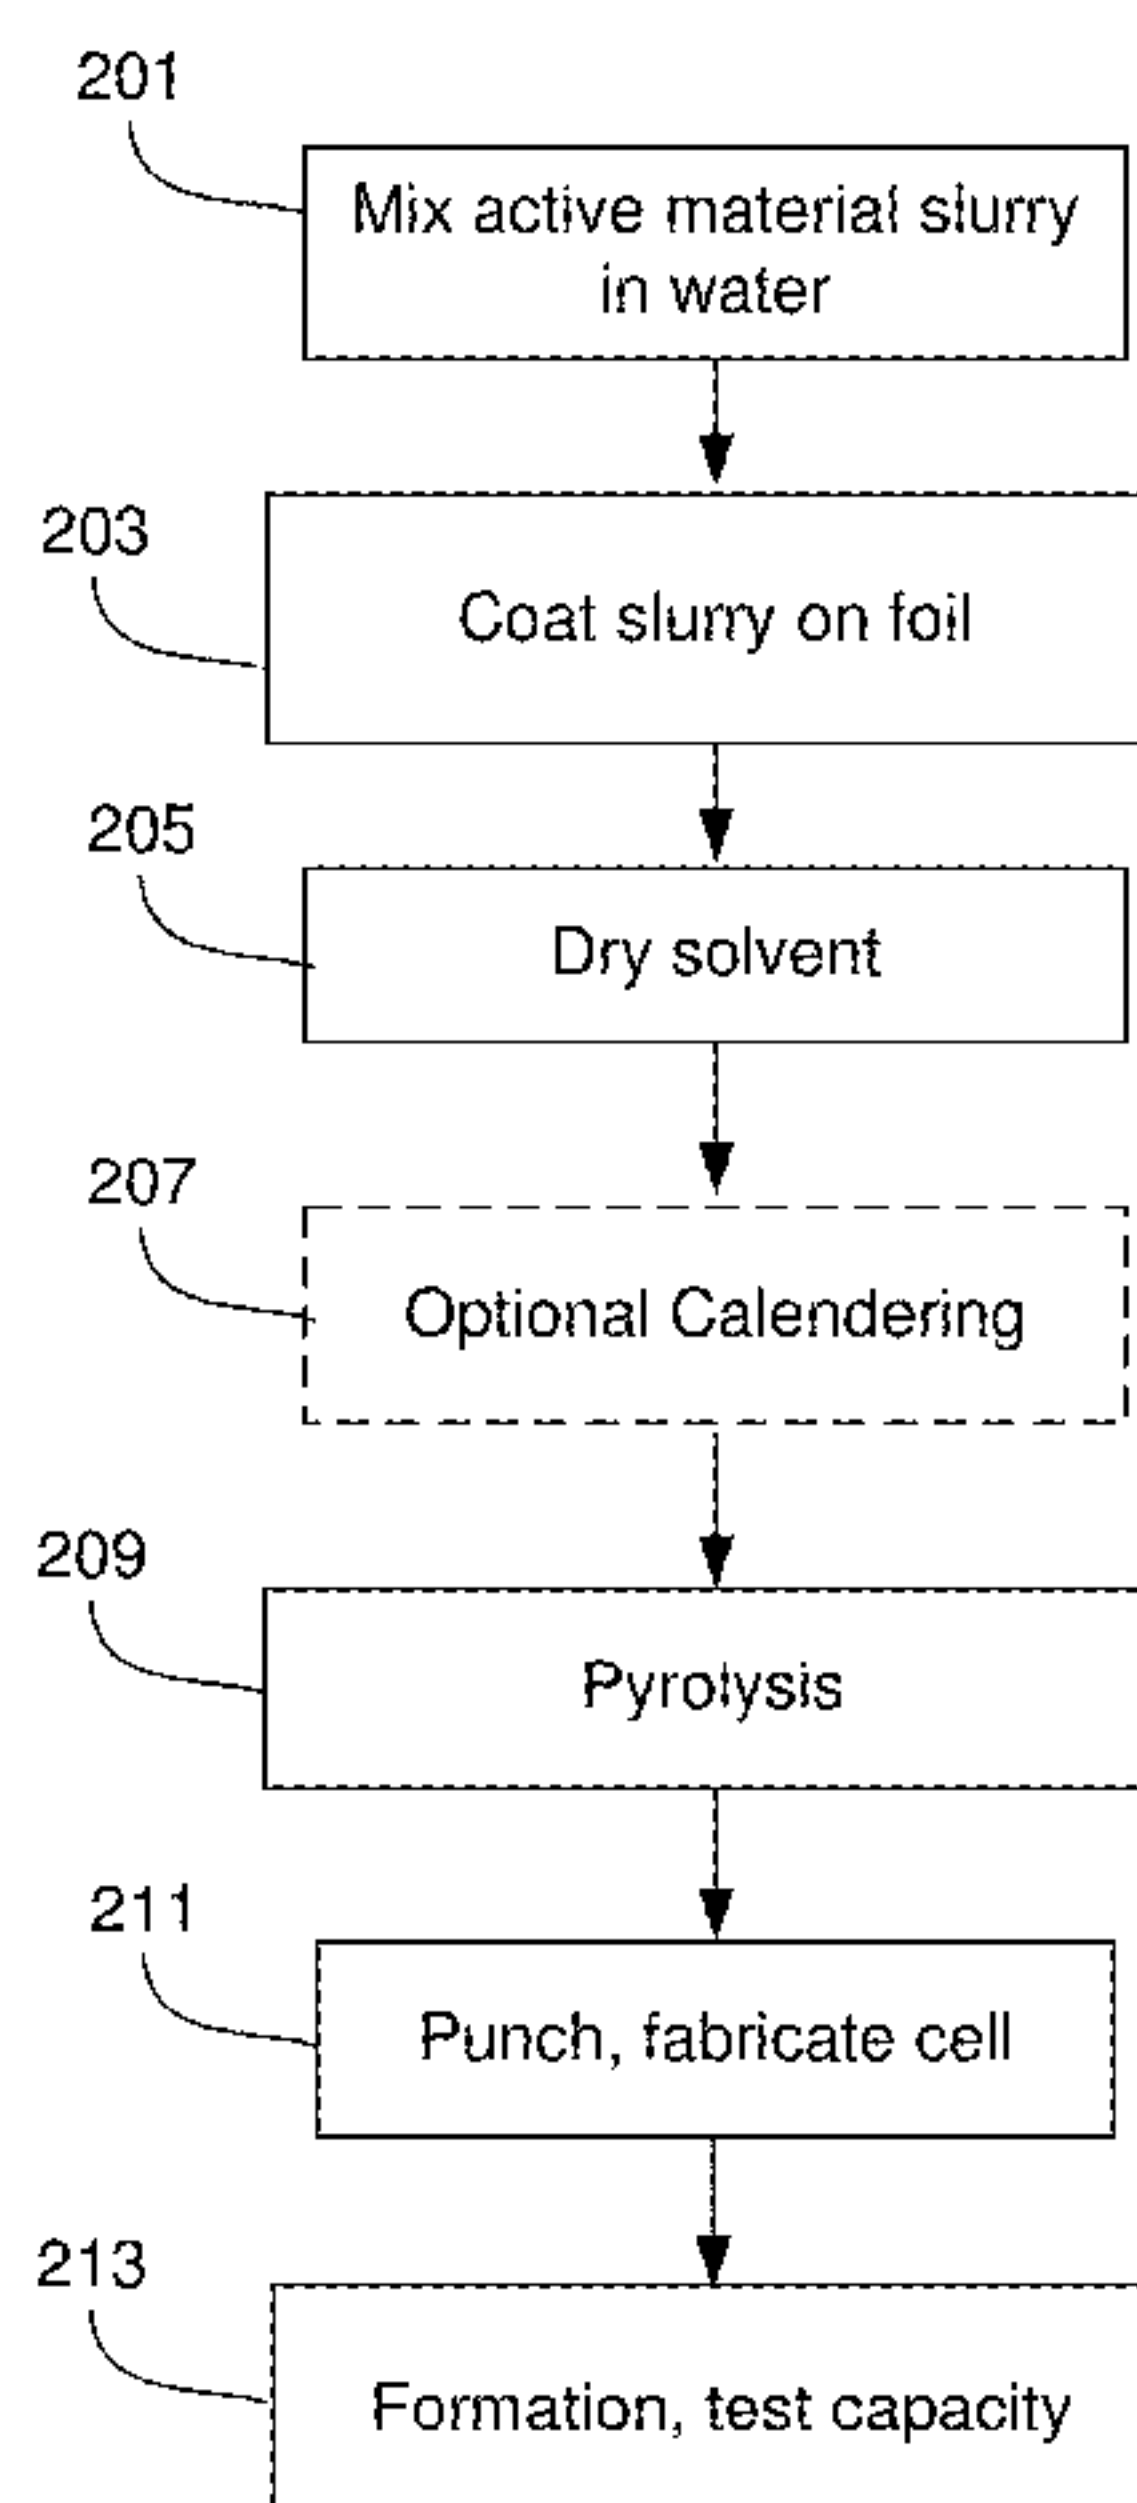 201
Mix active material slurry
in water
203
Coat slurry on foil
205
Dry solvent
207
Optional Calendering
209
Pyrolysis
211
Punch, fabricate cell
213
Formation, test capacity